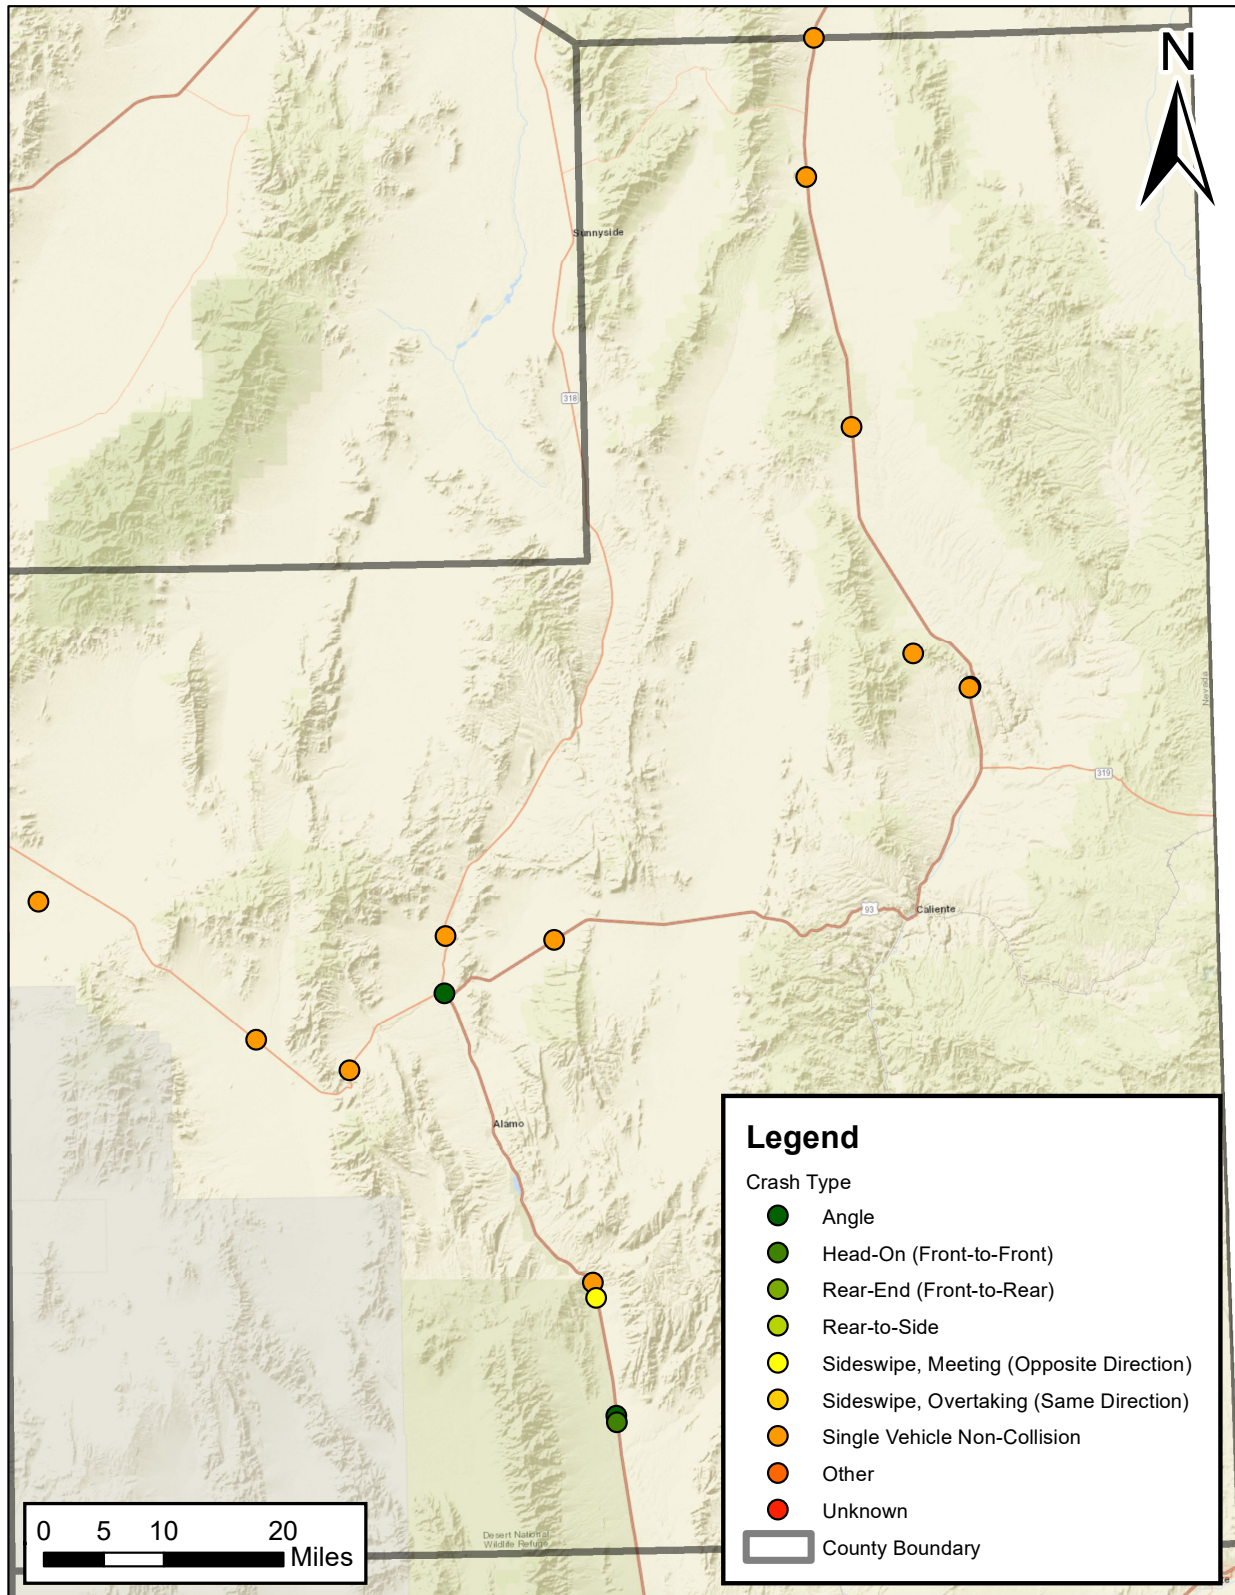 N
Sunnyside
318
Nevada
319
93
Caliente
Alamo
Legend
Crash Type
Angle
Head-On (Front-to-Front)
Rear-End (Front-to-Rear)
Rear-to-Side
Sideswipe, Meeting (Opposite Direction)
Sideswipe, Overtaking (Same Direction)
Single Vehicle Non-Collision
Other
Unknown
County Boundary
0 5 10 20
Miles
Desert National
Wildlife Refuge